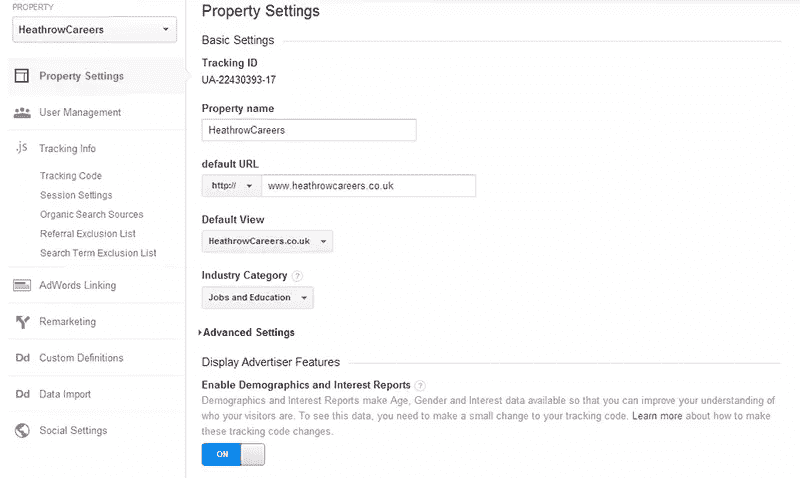 PROPERTY
HeathrowCareers
Property Settings
User Management
.js Tracking Info
Tracking Code
Session Settings
Organic Search Sources
Referral Exclusion List
Search Term Exclusion List
AdWords Linking
Remarketing
Dd Custom Definitions
Dd Data Import
Social Settings
Property Settings
Basic Settings
Tracking ID
UA-22430393-17
Property name
HeathrowCareers
default URL
http:// www.heathrowcareers.co.uk
Default View
HeathrowCareers.co.uk
Industry Category ?
Jobs and Education
Advanced Settings
Display Advertiser Features
Enable Demographics and Interest Reports ?
Demographics and Interest Reports make Age, Gender and Interest data available so that you can improve your understanding of
who your visitors are. To see this data, you need to make a small change to your tracking code. Learn more about how to make
these tracking code changes.
ON